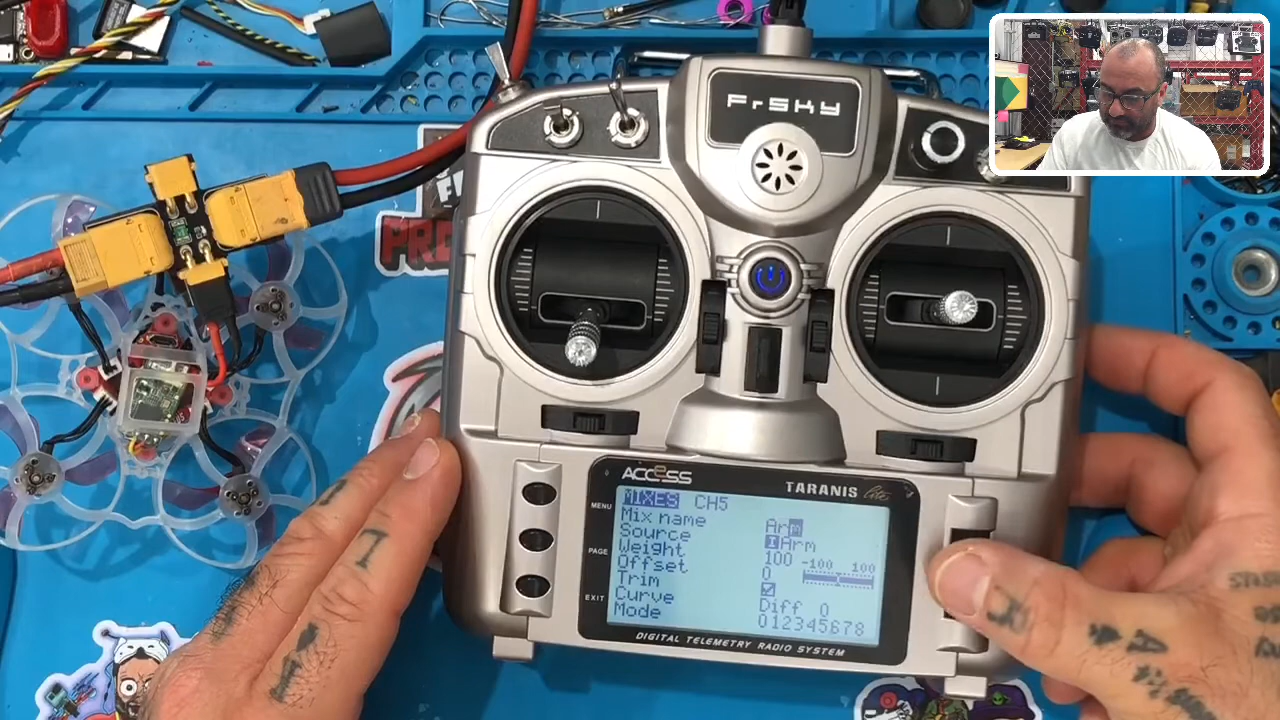 FrSKY
ACCESS
TARANIS Lite
MENU
PAGE
EXIT
MIXES CH5
Mix name Arm
Source IArm
Weight 100
Offset 0
-100 100
Trim
Curve Diff 0
Mode 012345678
DIGITAL TELEMETRY RADIO SYSTEM